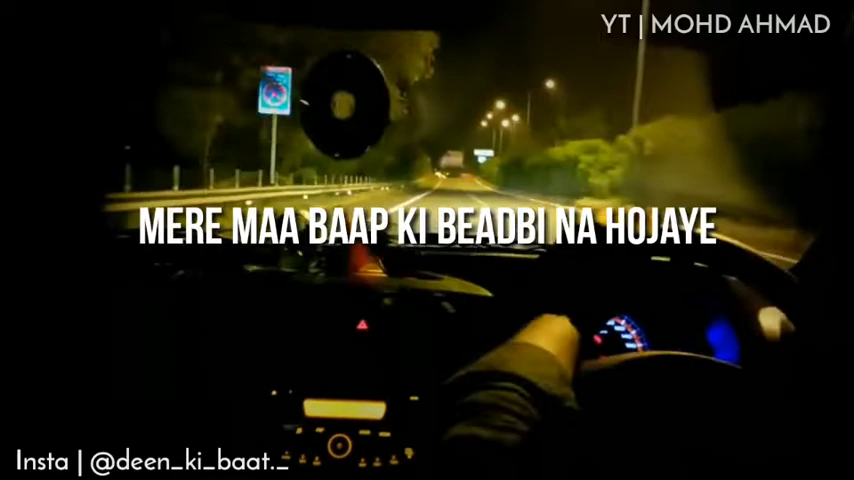 YT | MOHD AHMAD
MERE MAA BAAP KI BEADBI NA HOJAYE
Insta | @deen_ki_baat._